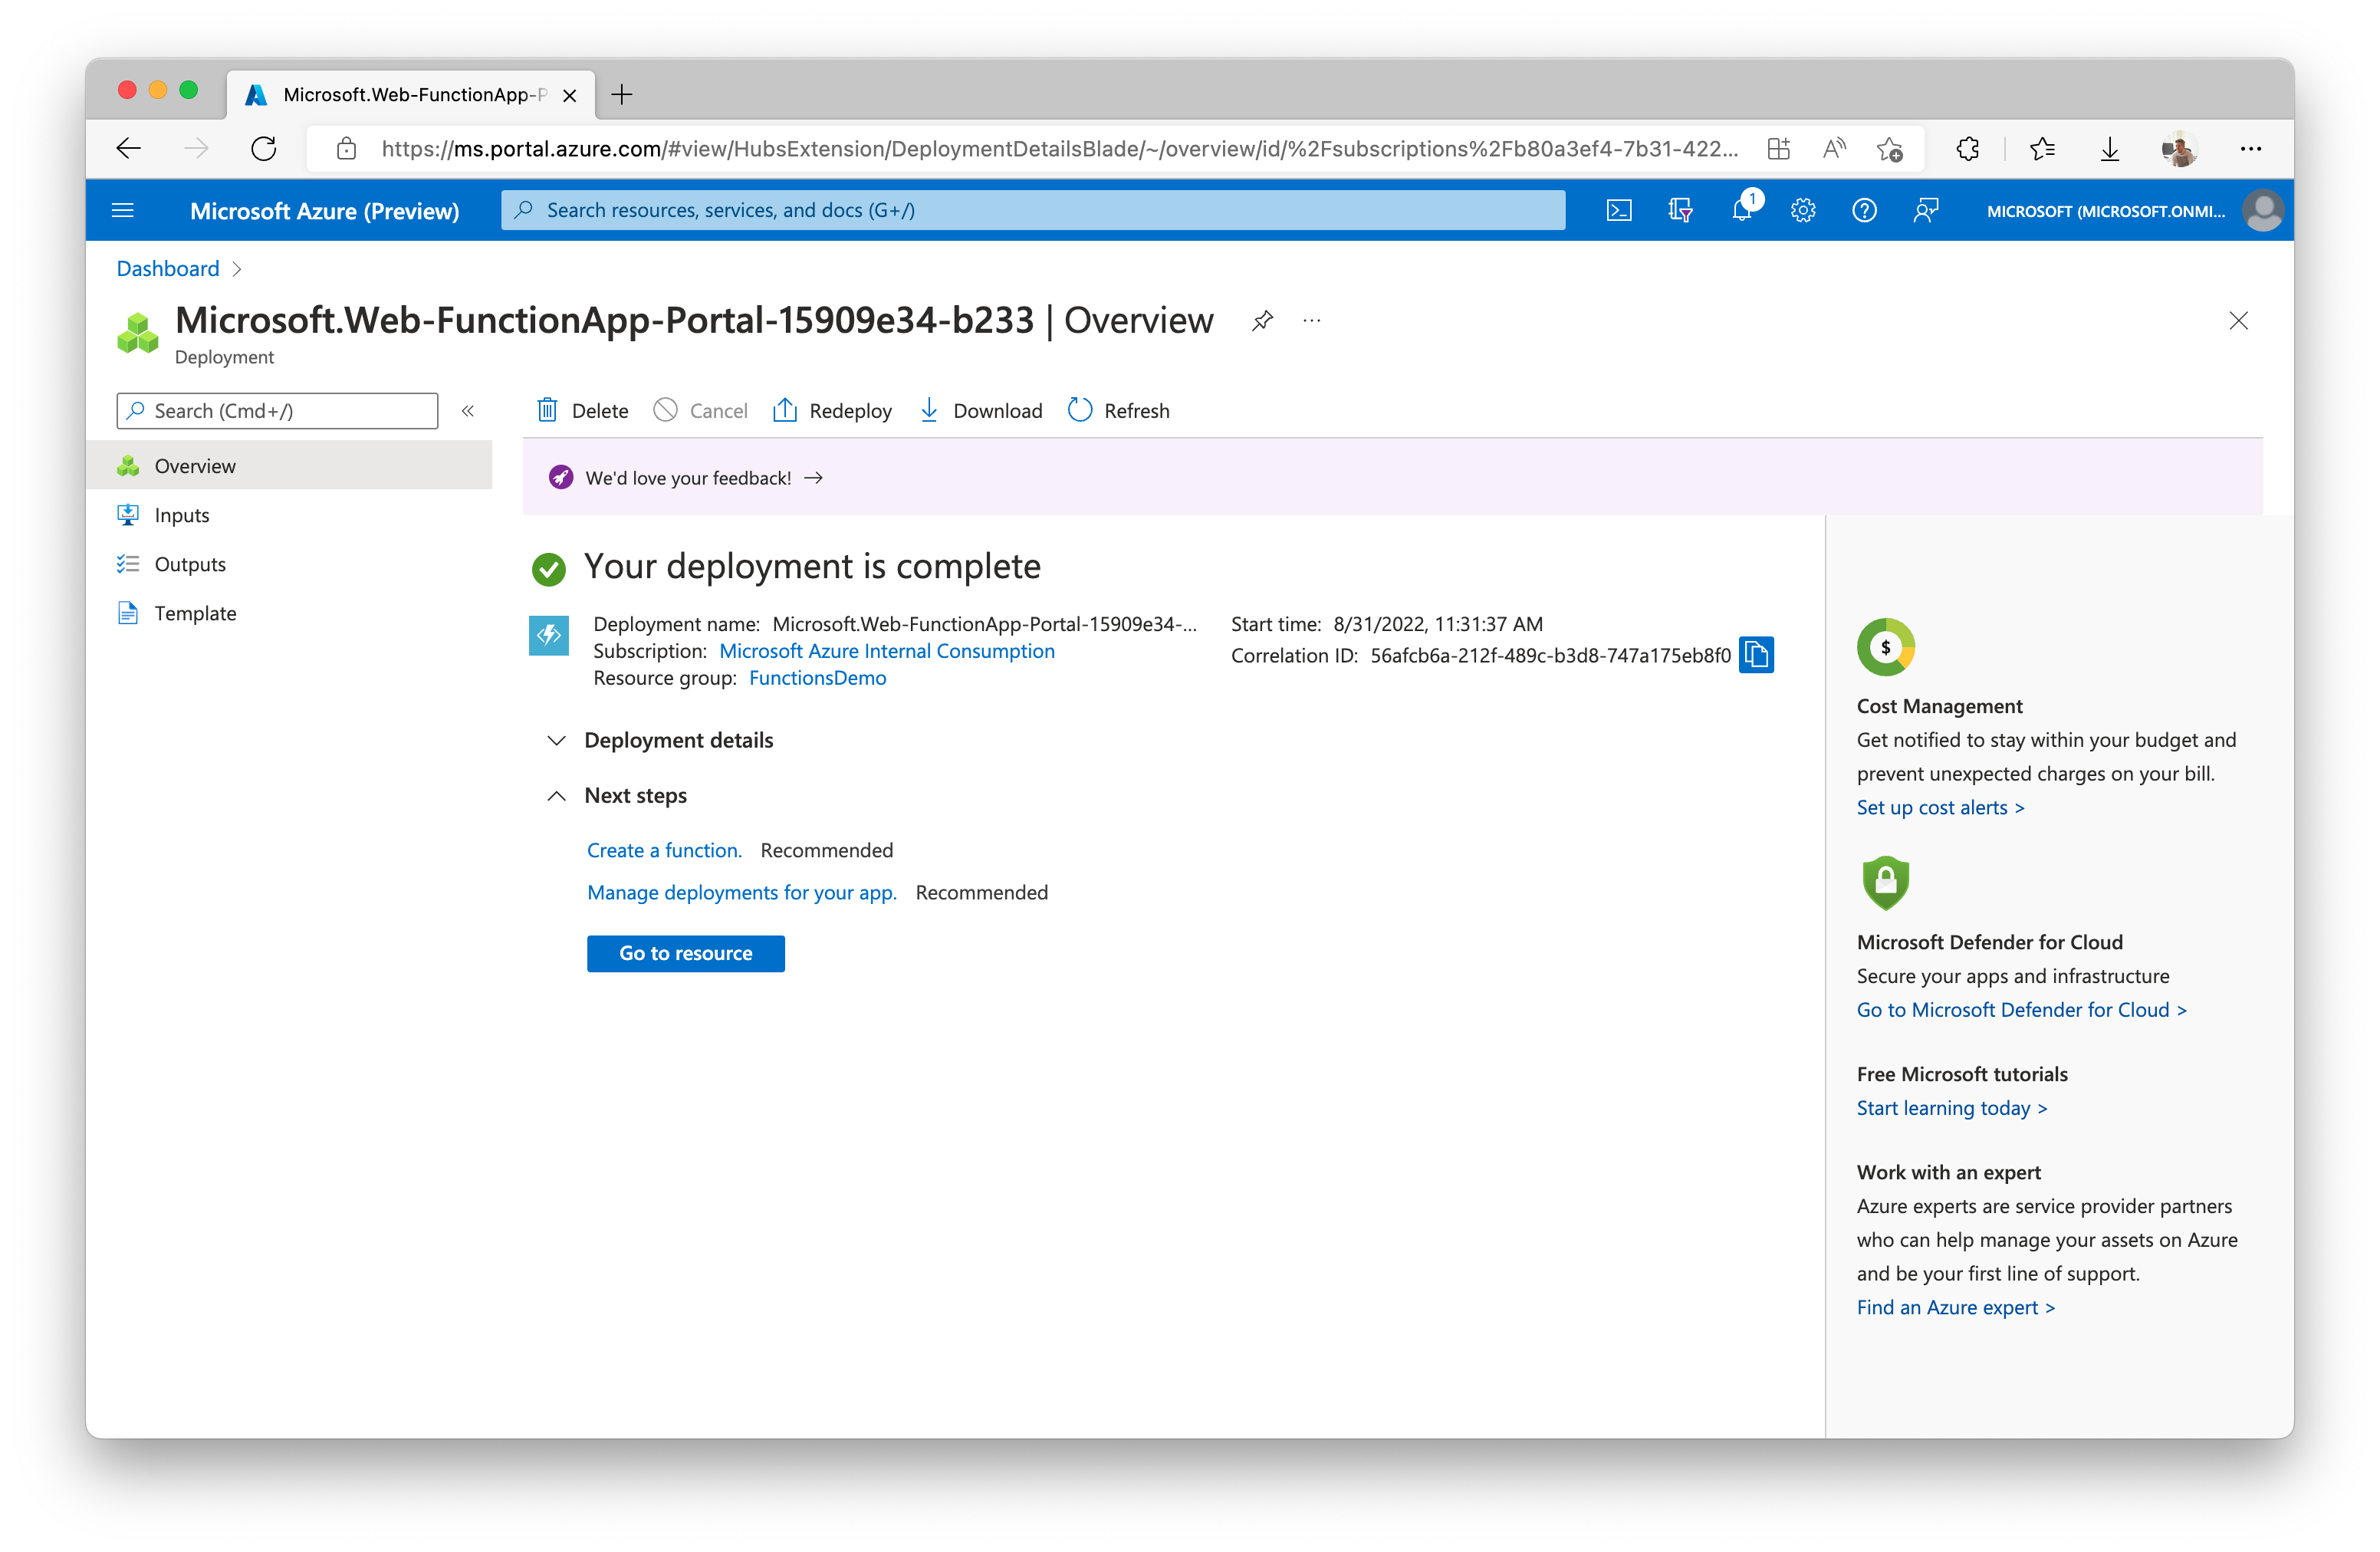 Microsoft.Web-FunctionApp-P
https://ms.portal.azure.com/#view/HubsExtension/DeploymentDetailsBlade/~/overview/id/%2Fsubscriptions%2Fb80a3ef4-7b31-422...
Microsoft Azure (Preview)
Search resources, services, and docs (G+/)
1
MICROSOFT (MICROSOFT.ONMI...
Dashboard
Microsoft.Web-FunctionApp-Portal-15909e34-b233 | Overview
Deployment
Search (Cmd+/)
Overview
Inputs
Outputs
Template
Delete
Cancel
Redeploy
Download
Refresh
We'd love your feedback! →
Your deployment is complete
Deployment name: Microsoft.Web-FunctionApp-Portal-15909e34-...
Subscription: Microsoft Azure Internal Consumption
Resource group: FunctionsDemo
Start time: 8/31/2022, 11:31:37 AM
Correlation ID: 56afcb6a-212f-489c-b3d8-747a175eb8f0
Deployment details
Next steps
Create a function. Recommended
Manage deployments for your app. Recommended
Go to resource
$
Cost Management
Get notified to stay within your budget and
prevent unexpected charges on your bill.
Set up cost alerts >
Microsoft Defender for Cloud
Secure your apps and infrastructure
Go to Microsoft Defender for Cloud >
Free Microsoft tutorials
Start learning today >
Work with an expert
Azure experts are service provider partners
who can help manage your assets on Azure
and be your first line of support.
Find an Azure expert >